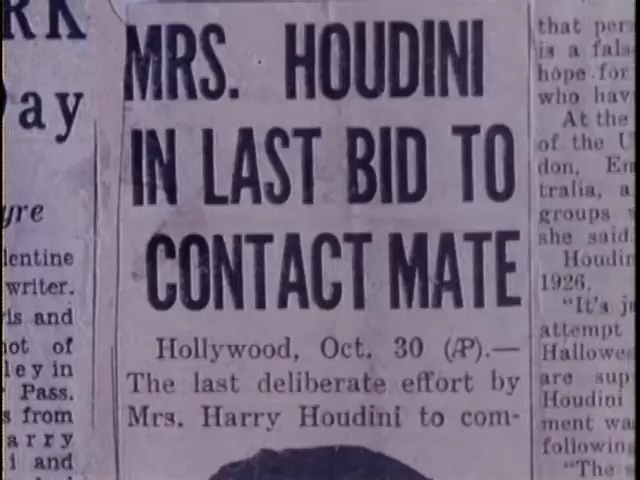 RK
ay
yre
lentine
writer.
is and
not of
ley in
Pass.
s from
arry
i and
MRS. HOUDINI
IN LAST BID TO
CONTACT MATE
Hollywood, Oct. 30 (AP).—
The last deliberate effort by
Mrs. Harry Houdini to com-
that per
is a fals
hope for
who hav
At the
of the U
don, En
tralia, a
groups
she said
Houdin
1926.
"It's ju
attempt
Hallowe
are sup
Houdini
ment wa
following
"The s